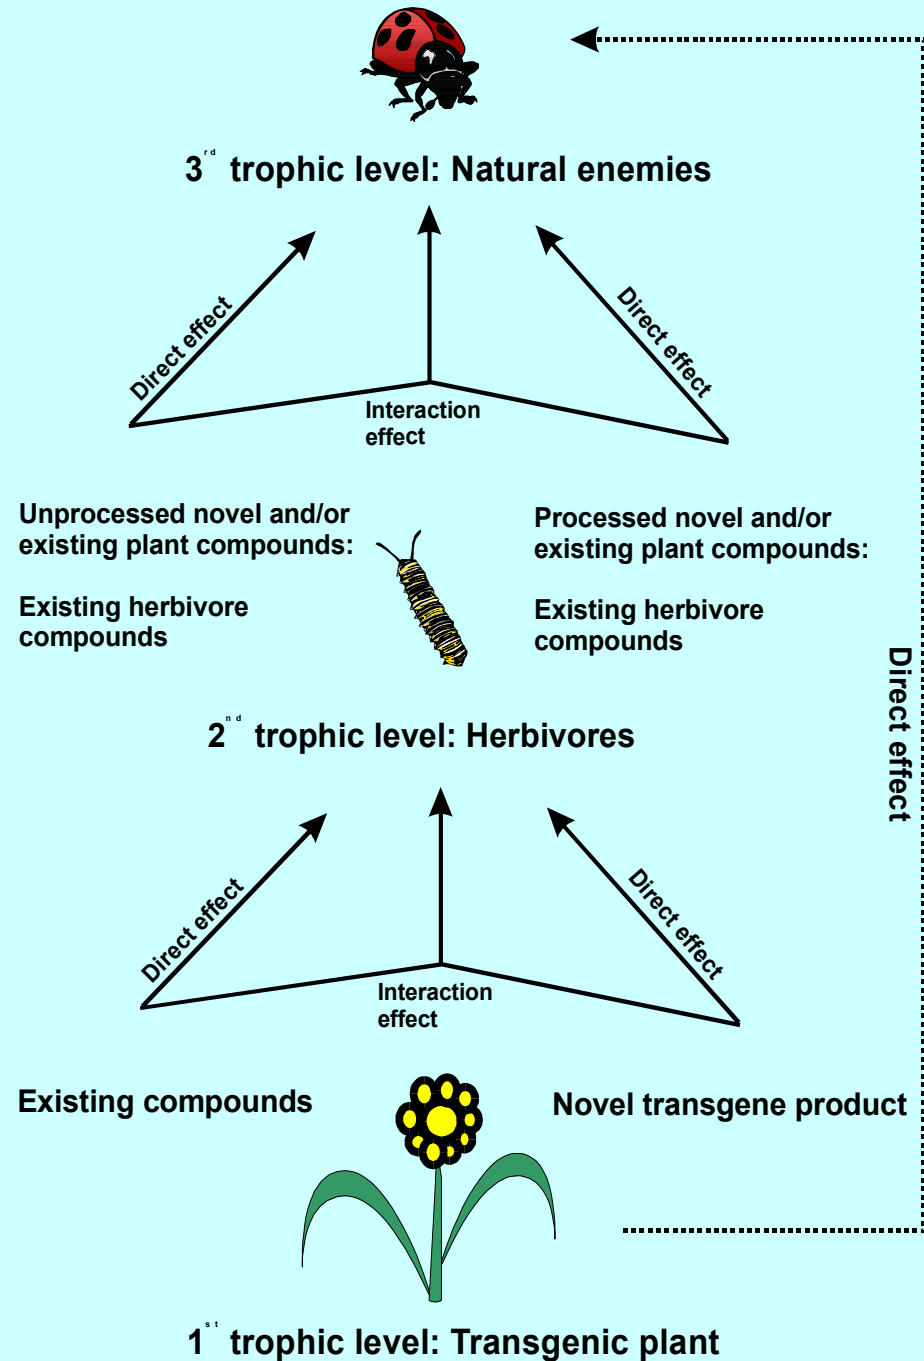 3rd trophic level: Natural enemies
Direct effect
Direct effect
Interaction
effect
Unprocessed novel and/or
existing plant compounds:
Existing herbivore
compounds
Processed novel and/or
existing plant compounds:
Existing herbivore
compounds
Direct effect
2nd trophic level: Herbivores
Direct effect
Direct effect
Interaction
effect
Existing compounds
Novel transgene product
1st trophic level: Transgenic plant